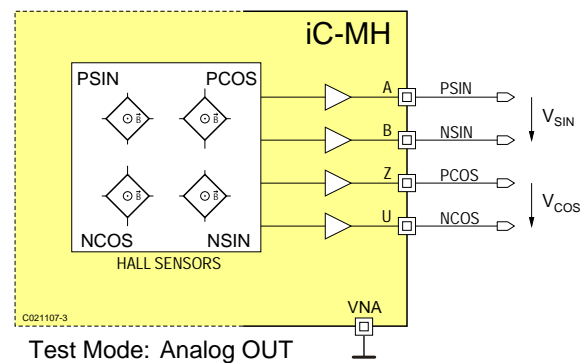 iC-MH
PSIN PCOS
B
B
B
B
NCOS NSIN
HALL SENSORS
A PSIN
B NSIN
Z PCOS
U NCOS
VSIN
VCOS
C021107-3
VNA
Test Mode: Analog OUT